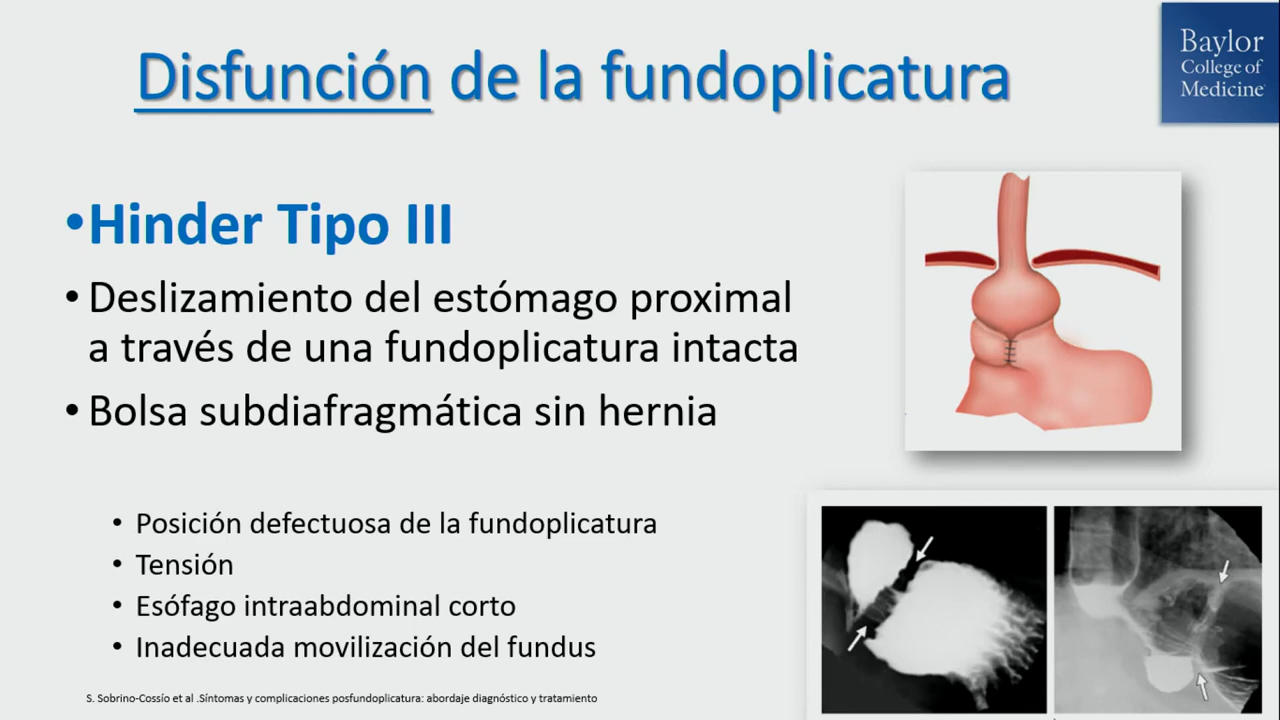 Disfunción de la fundoplicatura
Baylor
College of
Medicine
•Hinder Tipo III
• Deslizamiento del estómago proximal
a través de una fundoplicatura intacta
• Bolsa subdiafragmática sin hernia
• Posición defectuosa de la fundoplicatura
• Tensión
• Esófago intraabdominal corto
• Inadecuada movilización del fundus
S. Sobrino-Cossío et al .Síntomas y complicaciones posfundoplicatura: abordaje diagnóstico y tratamiento